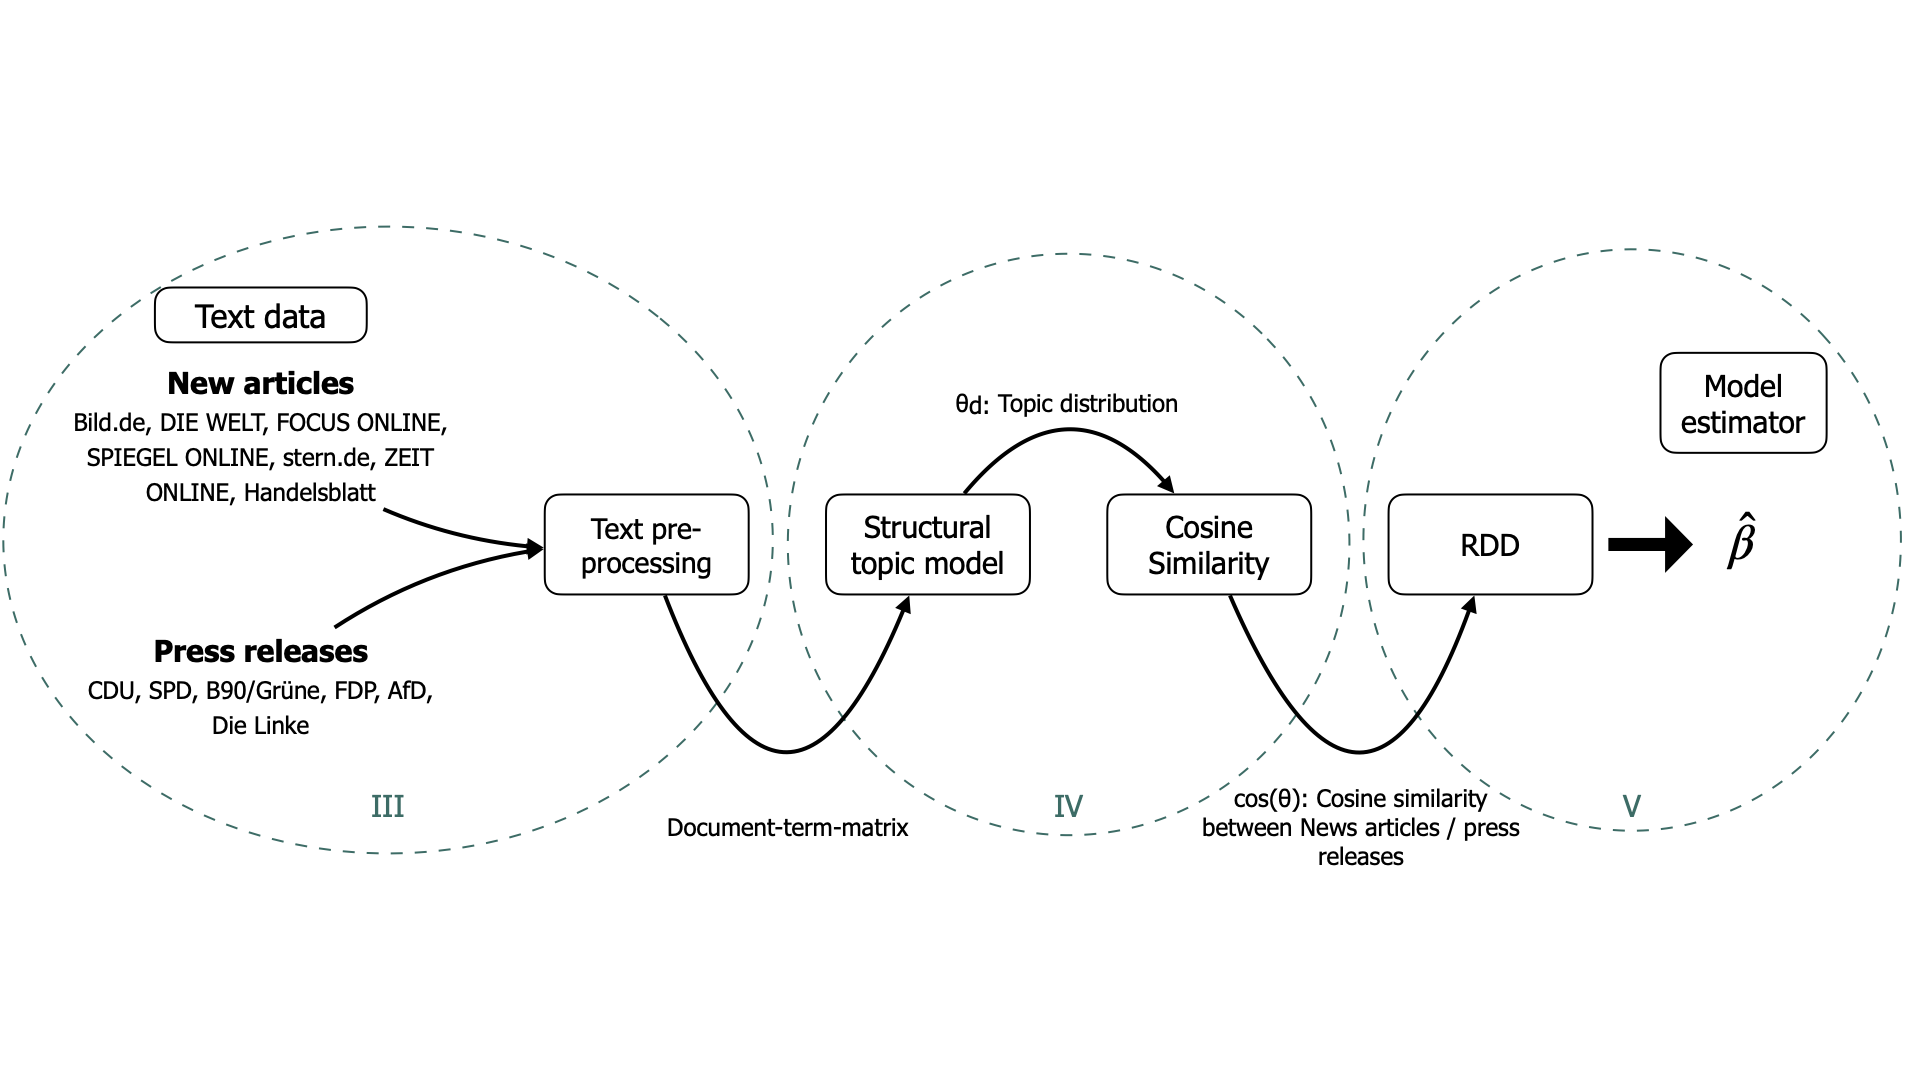 Text data
New articles
Bild.de, DIE WELT, FOCUS ONLINE,
SPIEGEL ONLINE, stern.de, ZEIT
ONLINE, Handelsblatt
Press releases
CDU, SPD, B90/Grüne, FDP, AfD,
Die Linke
Text pre-
processing
III
Document-term-matrix
θd: Topic distribution
Structural
topic model
Cosine
Similarity
IV
cos(θ): Cosine similarity
between News articles / press
releases
RDD
Model
estimator
β̂
V